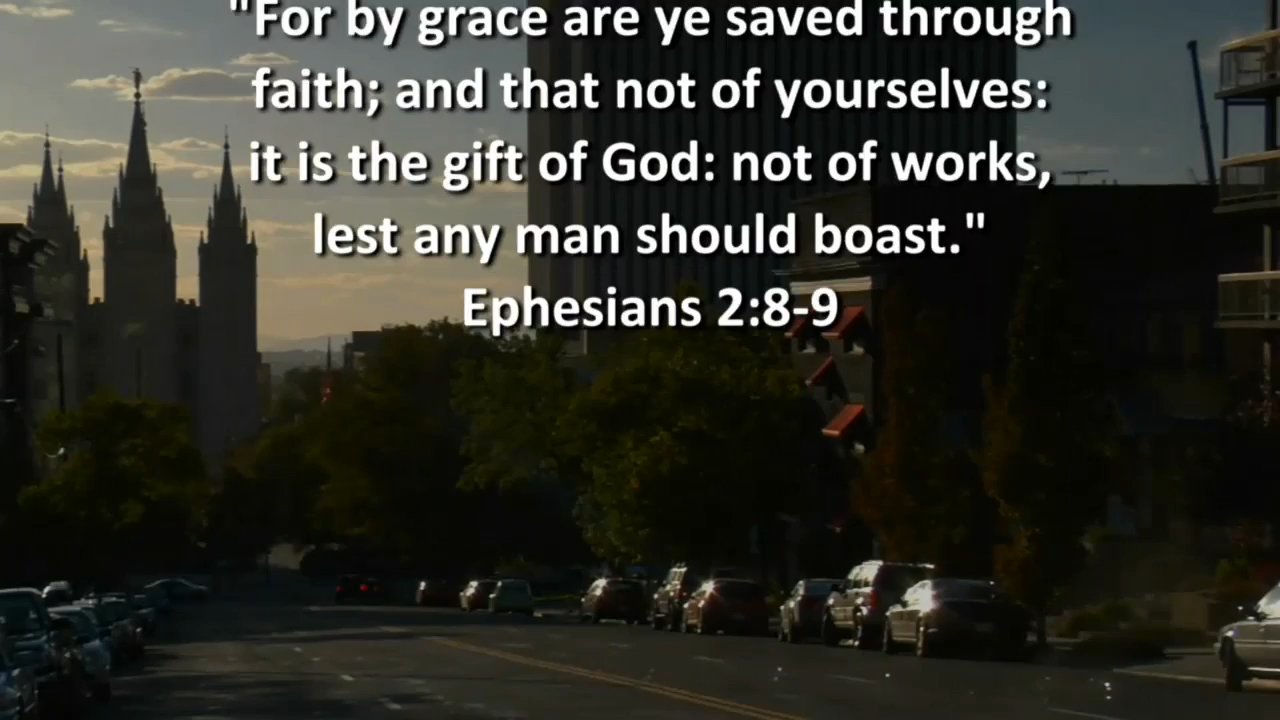 "For by grace are ye saved through
faith; and that not of yourselves:
it is the gift of God: not of works,
lest any man should boast."
Ephesians 2:8-9